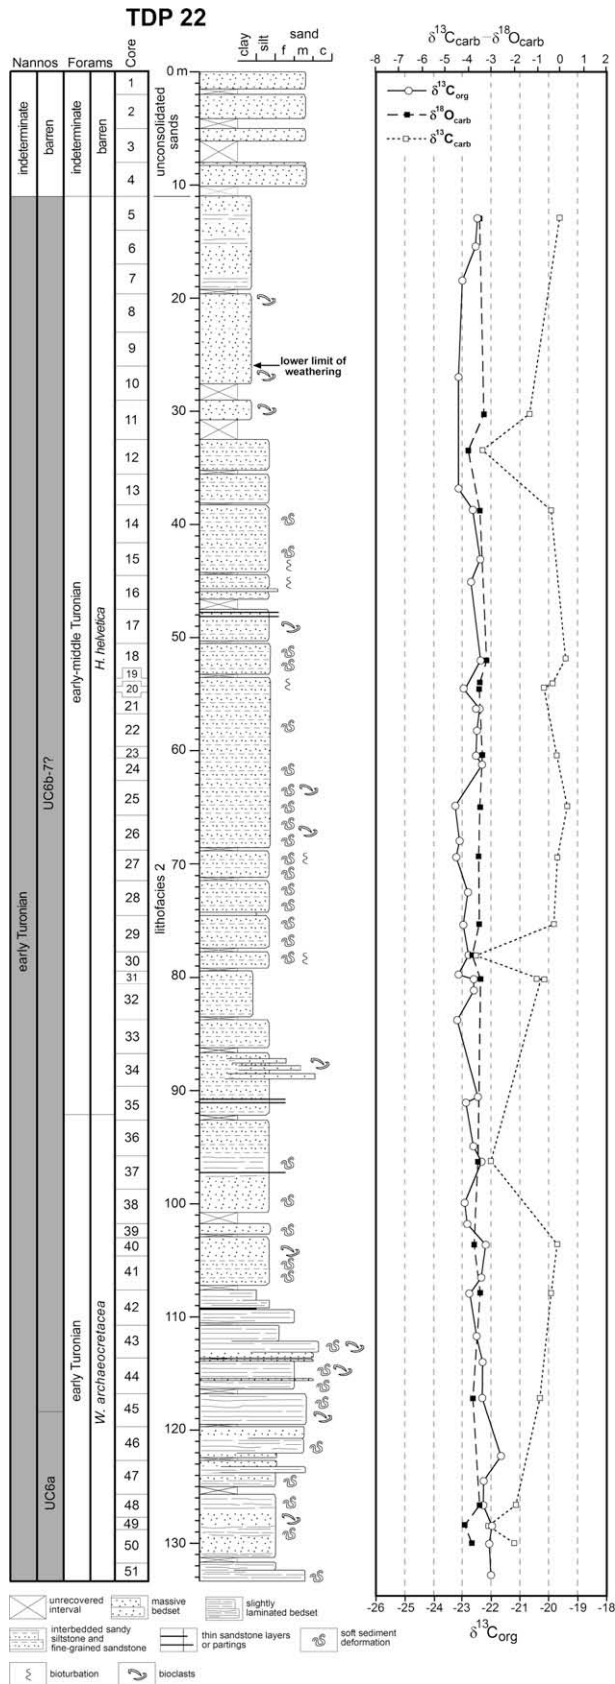 TDP 22
Nannos Forams Core
clay silt sand
f m c
δ13Ccarb–δ18Ocarb
-8 -7 -6 -5 -4 -3 -2 -1 0 1 2
indeterminate
barren
indeterminate
barren
unconsolidated sands
0 m
10
20
30
40
50
60
70
80
90
100
110
120
130
1
2
3
4
5
6
7
8
9
10
11
12
13
14
15
16
17
18
19
20
21
22
23
24
25
26
27
28
29
30
31
32
33
34
35
36
37
38
39
40
41
42
43
44
45
46
47
48
49
50
51
δ13Corg
δ18Ocarb
δ13Ccarb
lower limit of
weathering
early Turonian
UC6b-7?
UC6a
early-middle Turonian
H. helvetica
early Turonian
W. archaeocretacea
lithofacies 2
-26 -25 -24 -23 -22 -21 -20 -19 -18
δ13Corg
unrecovered
interval
massive
bedset
slightly
laminated bedset
interbedded sandy
siltstone and
fine-grained sandstone
thin sandstone layers
or partings
soft sediment
deformation
bioturbation
bioclasts